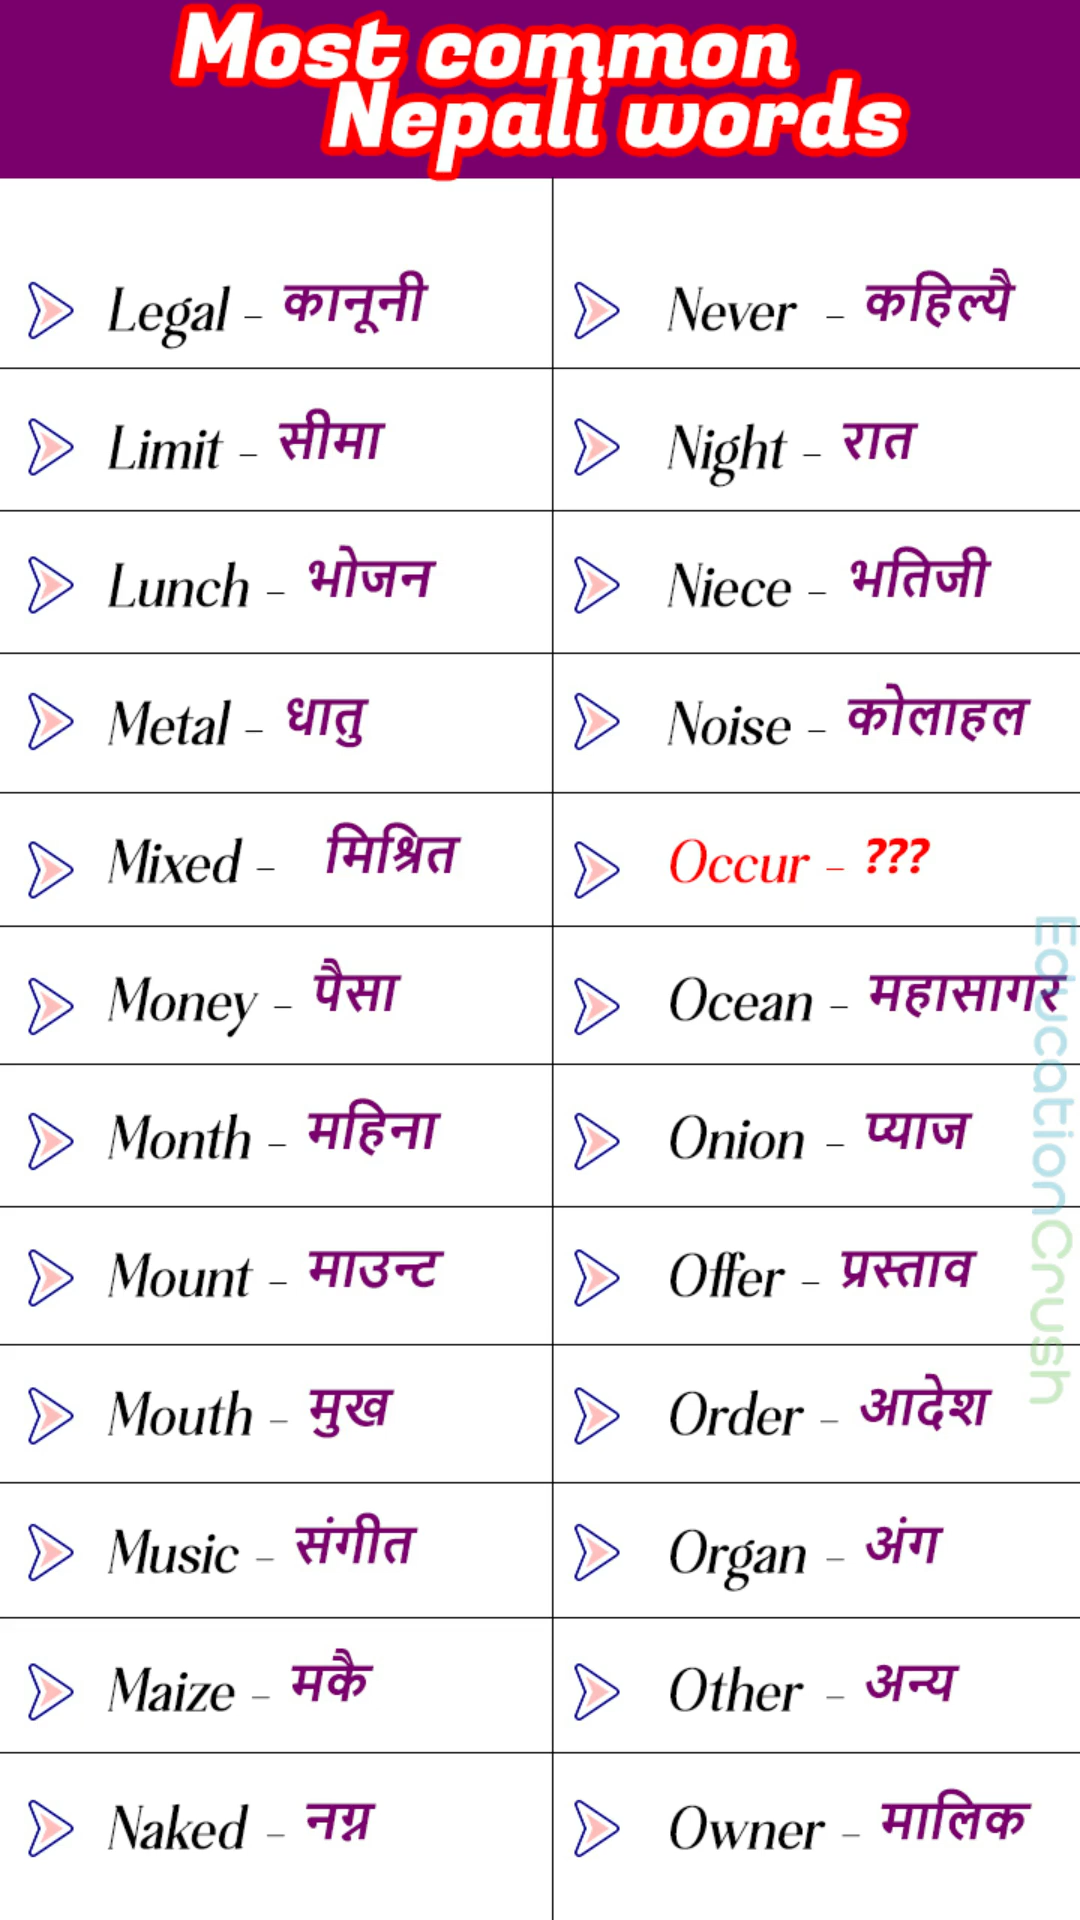 Most common
Nepali words
Legal - कानूनी
Limit - सीमा
Lunch - भोजन
Metal - धातु
Mixed - मिश्रित
Money - पैसा
Month - महिना
Mount - माउन्ट
Mouth - मुख
Music - संगीत
Maize - मकै
Naked - नग्न
Never - कहिल्यै
Night - रात
Niece - भतिजी
Noise - कोलाहल
Occur - ???
Ocean - महासागर
Onion - प्याज
Offer - प्रस्ताव
Order - आदेश
Organ - अंग
Other - अन्य
Owner - मालिक
EducationCrush